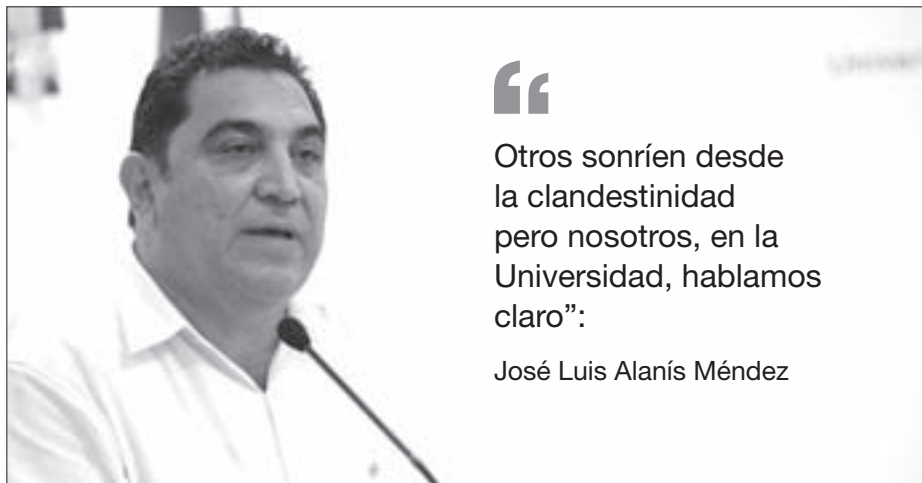 “
Otros sonríen desde
la clandestinidad
pero nosotros, en la
Universidad, hablamos
claro”:
José Luis Alanís Méndez